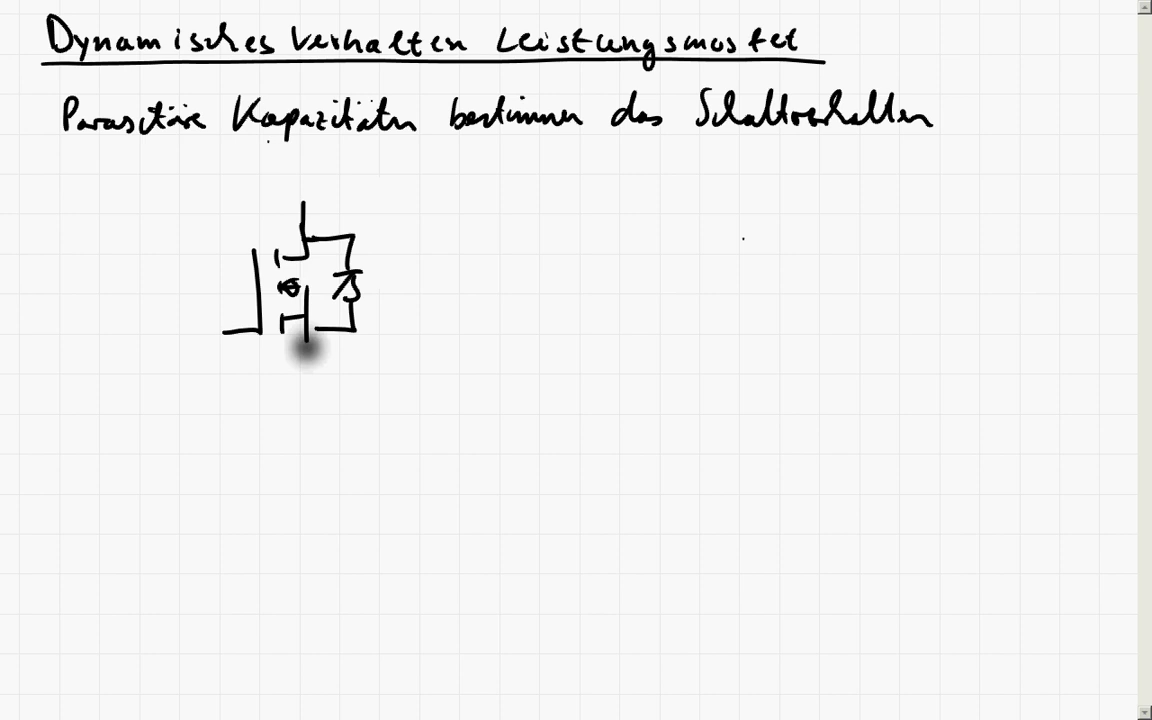 Dynamisches Verhalten Leistungsmosfet
Parasitäre Kapazitäten bestimmen das Schaltverhalten